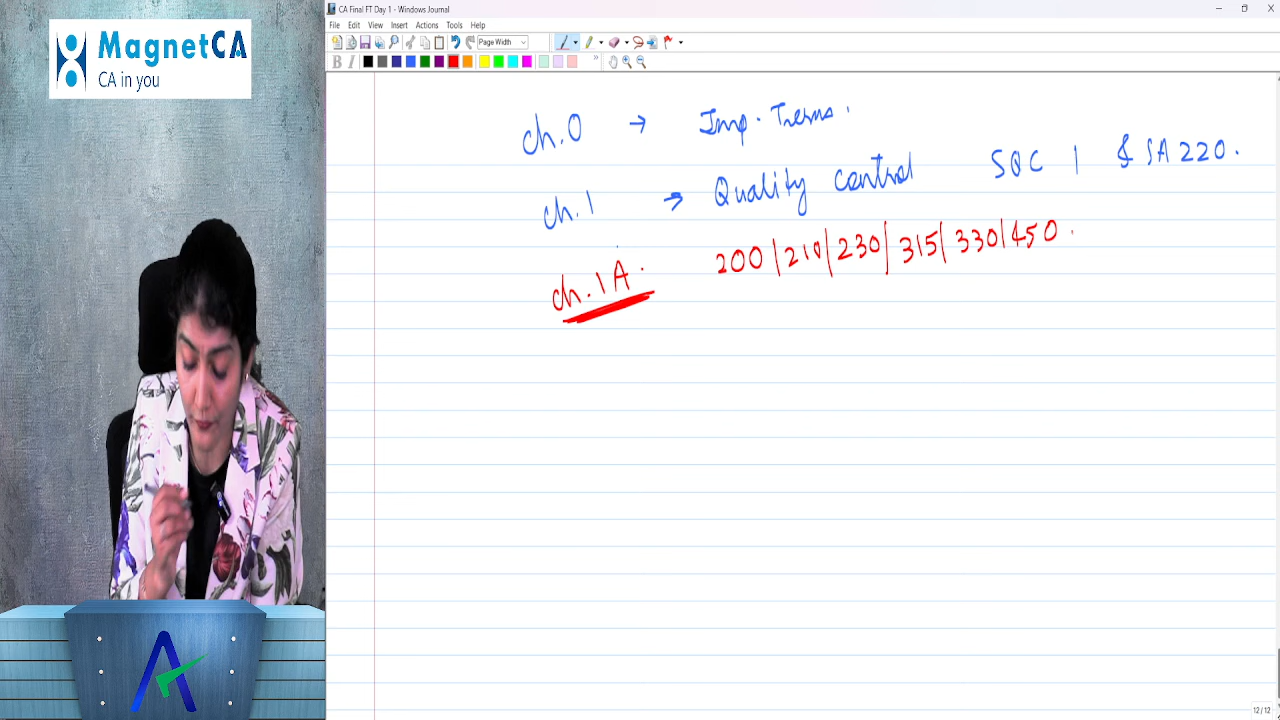 MagnetCA
CA in you
CA Final FT Day 1 - Windows Journal
File Edit View Insert Actions Tools Help
Page Width
B I
ch.0 → Imp. Terms.
ch.1 → Quality control SQC 1 & SA 220.
ch.1A. 200/210/230/315/330/450.
12 / 12